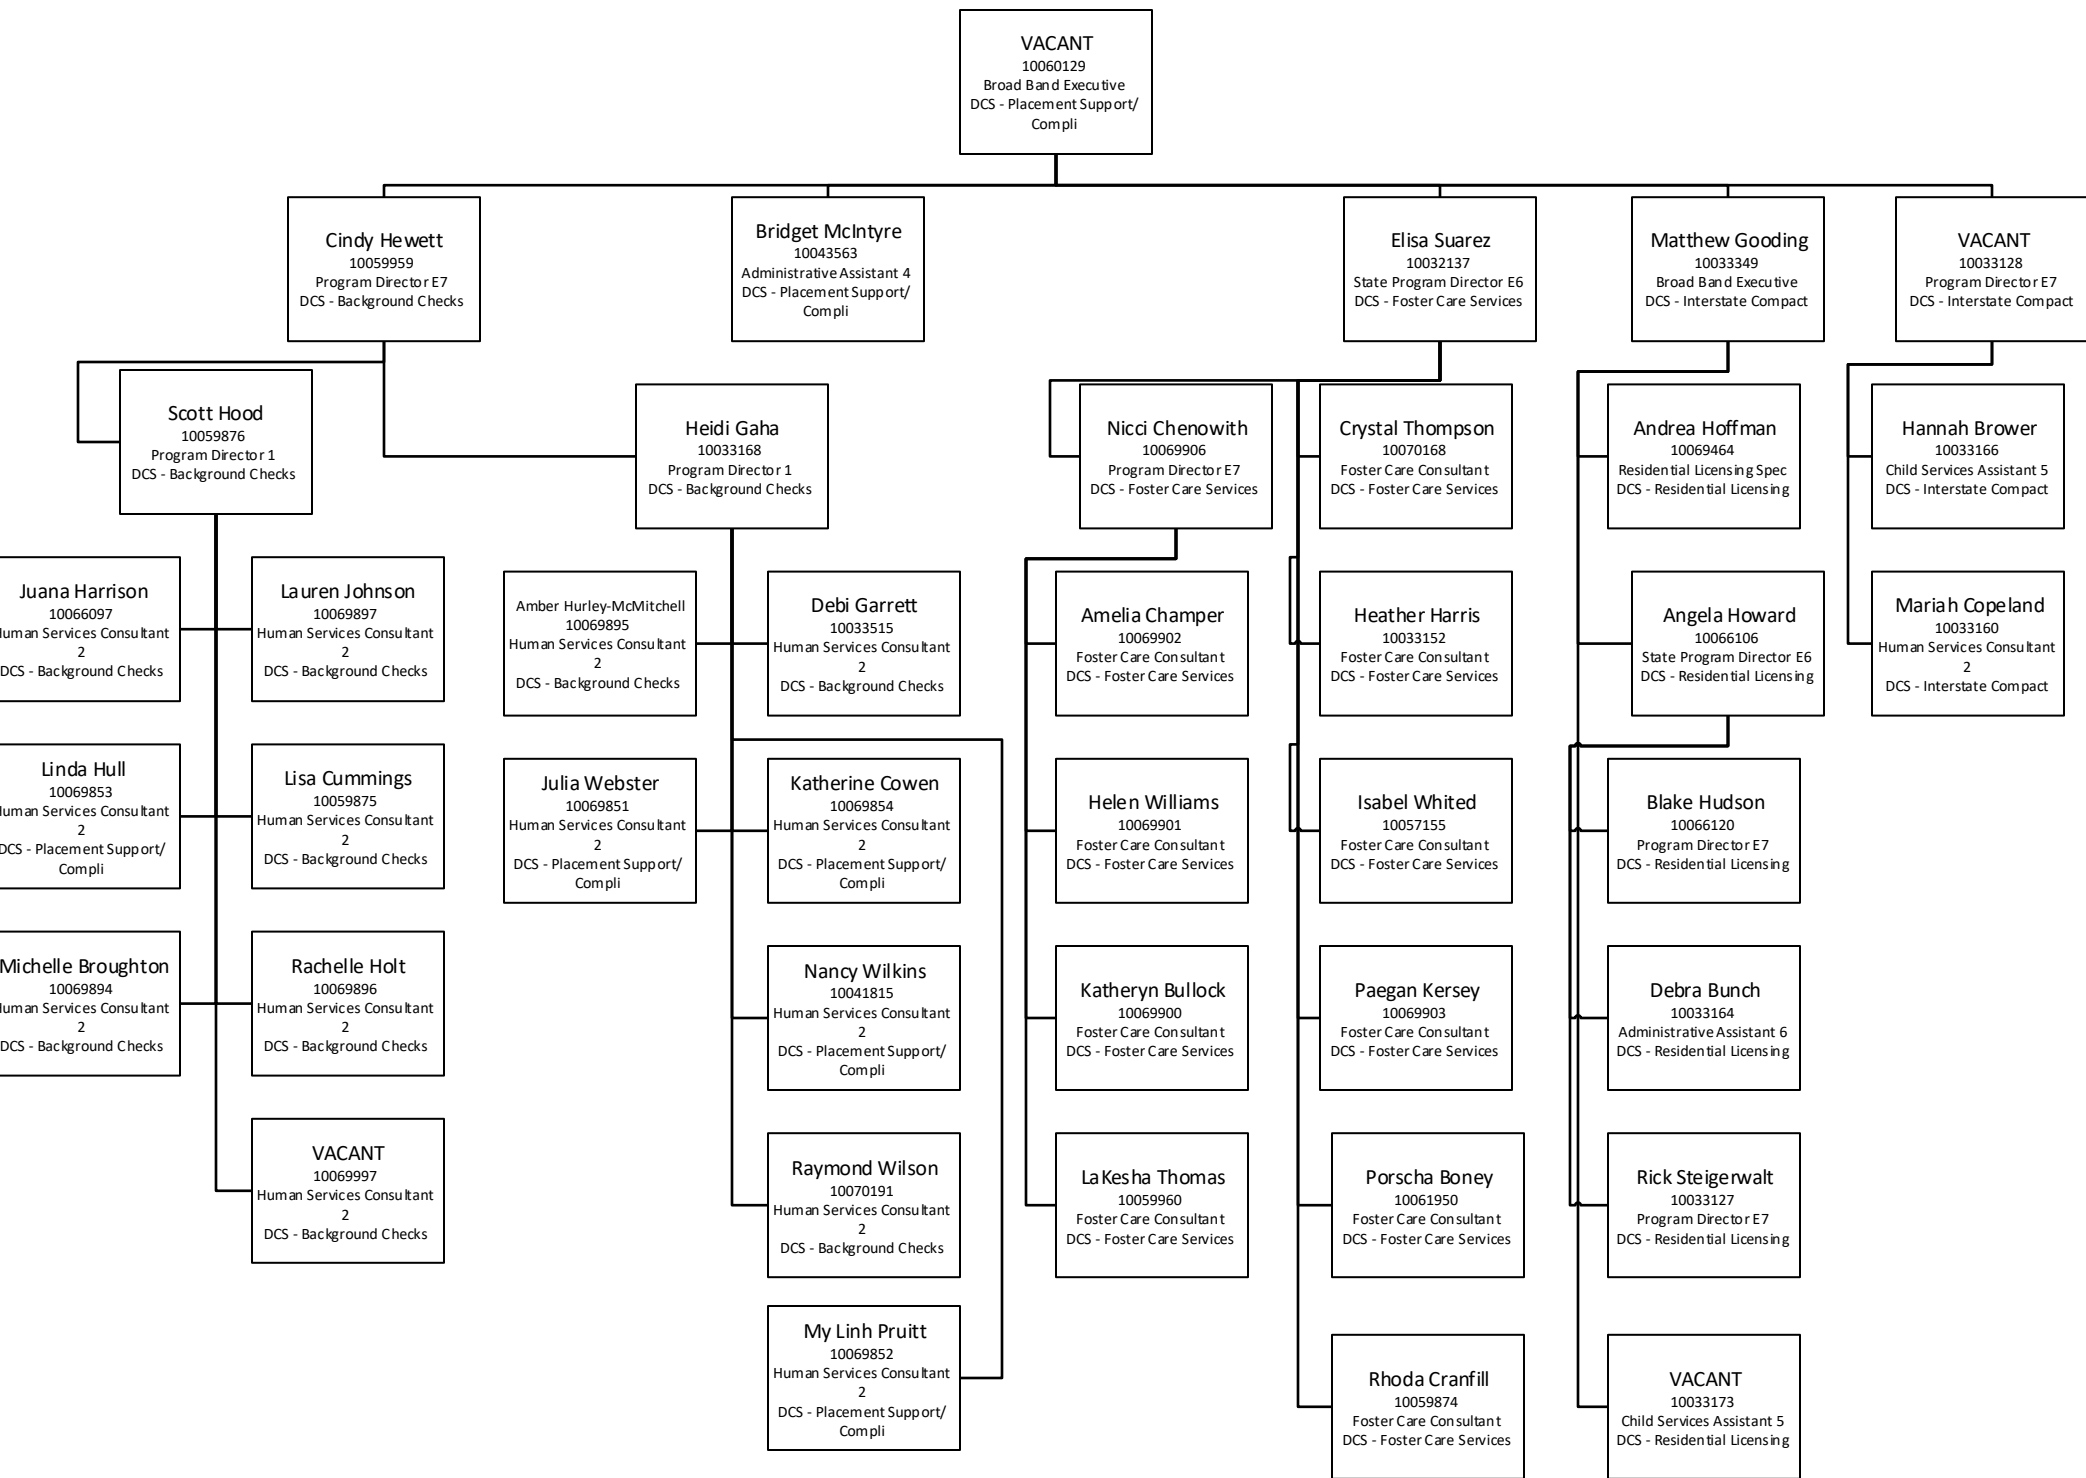 VACANT
10060129
Broad Band Executive
DCS - Placement Support/
Compli
Cindy Hewett
10059959
Program Director E7
DCS - Background Checks
Bridget McIntyre
10043563
Administrative Assistant 4
DCS - Placement Support/
Compli
Elisa Suarez
10032137
State Program Director E6
DCS - Foster Care Services
Matthew Gooding
10033349
Broad Band Executive
DCS - Interstate Compact
VACANT
10033128
Program Director E7
DCS - Interstate Compact
Scott Hood
10059876
Program Director 1
DCS - Background Checks
Heidi Gaha
10033168
Program Director 1
DCS - Background Checks
Nicci Chenowith
10069906
Program Director E7
DCS - Foster Care Services
Crystal Thompson
10070168
Foster Care Consultant
DCS - Foster Care Services
Andrea Hoffman
10069464
Residential Licensing Spec
DCS - Residential Licensing
Hannah Brower
10033166
Child Services Assistant 5
DCS - Interstate Compact
Juana Harrison
10066097
Human Services Consultant
2
DCS - Background Checks
Lauren Johnson
10069897
Human Services Consultant
2
DCS - Background Checks
Amber Hurley-McMitchell
10069895
Human Services Consultant
2
DCS - Background Checks
Debi Garrett
10033515
Human Services Consultant
2
DCS - Background Checks
Amelia Champer
10069902
Foster Care Consultant
DCS - Foster Care Services
Heather Harris
10033152
Foster Care Consultant
DCS - Foster Care Services
Angela Howard
10066106
State Program Director E6
DCS - Residential Licensing
Mariah Copeland
10033160
Human Services Consultant
2
DCS - Interstate Compact
Linda Hull
10069853
Human Services Consultant
2
DCS - Placement Support/
Compli
Lisa Cummings
10059875
Human Services Consultant
2
DCS - Background Checks
Julia Webster
10069851
Human Services Consultant
2
DCS - Placement Support/
Compli
Katherine Cowen
10069854
Human Services Consultant
2
DCS - Placement Support/
Compli
Helen Williams
10069901
Foster Care Consultant
DCS - Foster Care Services
Isabel Whited
10057155
Foster Care Consultant
DCS - Foster Care Services
Blake Hudson
10066120
Program Director E7
DCS - Residential Licensing
Michelle Broughton
10069894
Human Services Consultant
2
DCS - Background Checks
Rachelle Holt
10069896
Human Services Consultant
2
DCS - Background Checks
Nancy Wilkins
10041815
Human Services Consultant
2
DCS - Placement Support/
Compli
Katheryn Bullock
10069900
Foster Care Consultant
DCS - Foster Care Services
Paegan Kersey
10069903
Foster Care Consultant
DCS - Foster Care Services
Debra Bunch
10033164
Administrative Assistant 6
DCS - Residential Licensing
VACANT
10069997
Human Services Consultant
2
DCS - Background Checks
Raymond Wilson
10070191
Human Services Consultant
2
DCS - Background Checks
LaKesha Thomas
10059960
Foster Care Consultant
DCS - Foster Care Services
Porscha Boney
10061950
Foster Care Consultant
DCS - Foster Care Services
Rick Steigerwalt
10033127
Program Director E7
DCS - Residential Licensing
My Linh Pruitt
10069852
Human Services Consultant
2
DCS - Placement Support/
Compli
Rhoda Cranfill
10059874
Foster Care Consultant
DCS - Foster Care Services
VACANT
10033173
Child Services Assistant 5
DCS - Residential Licensing